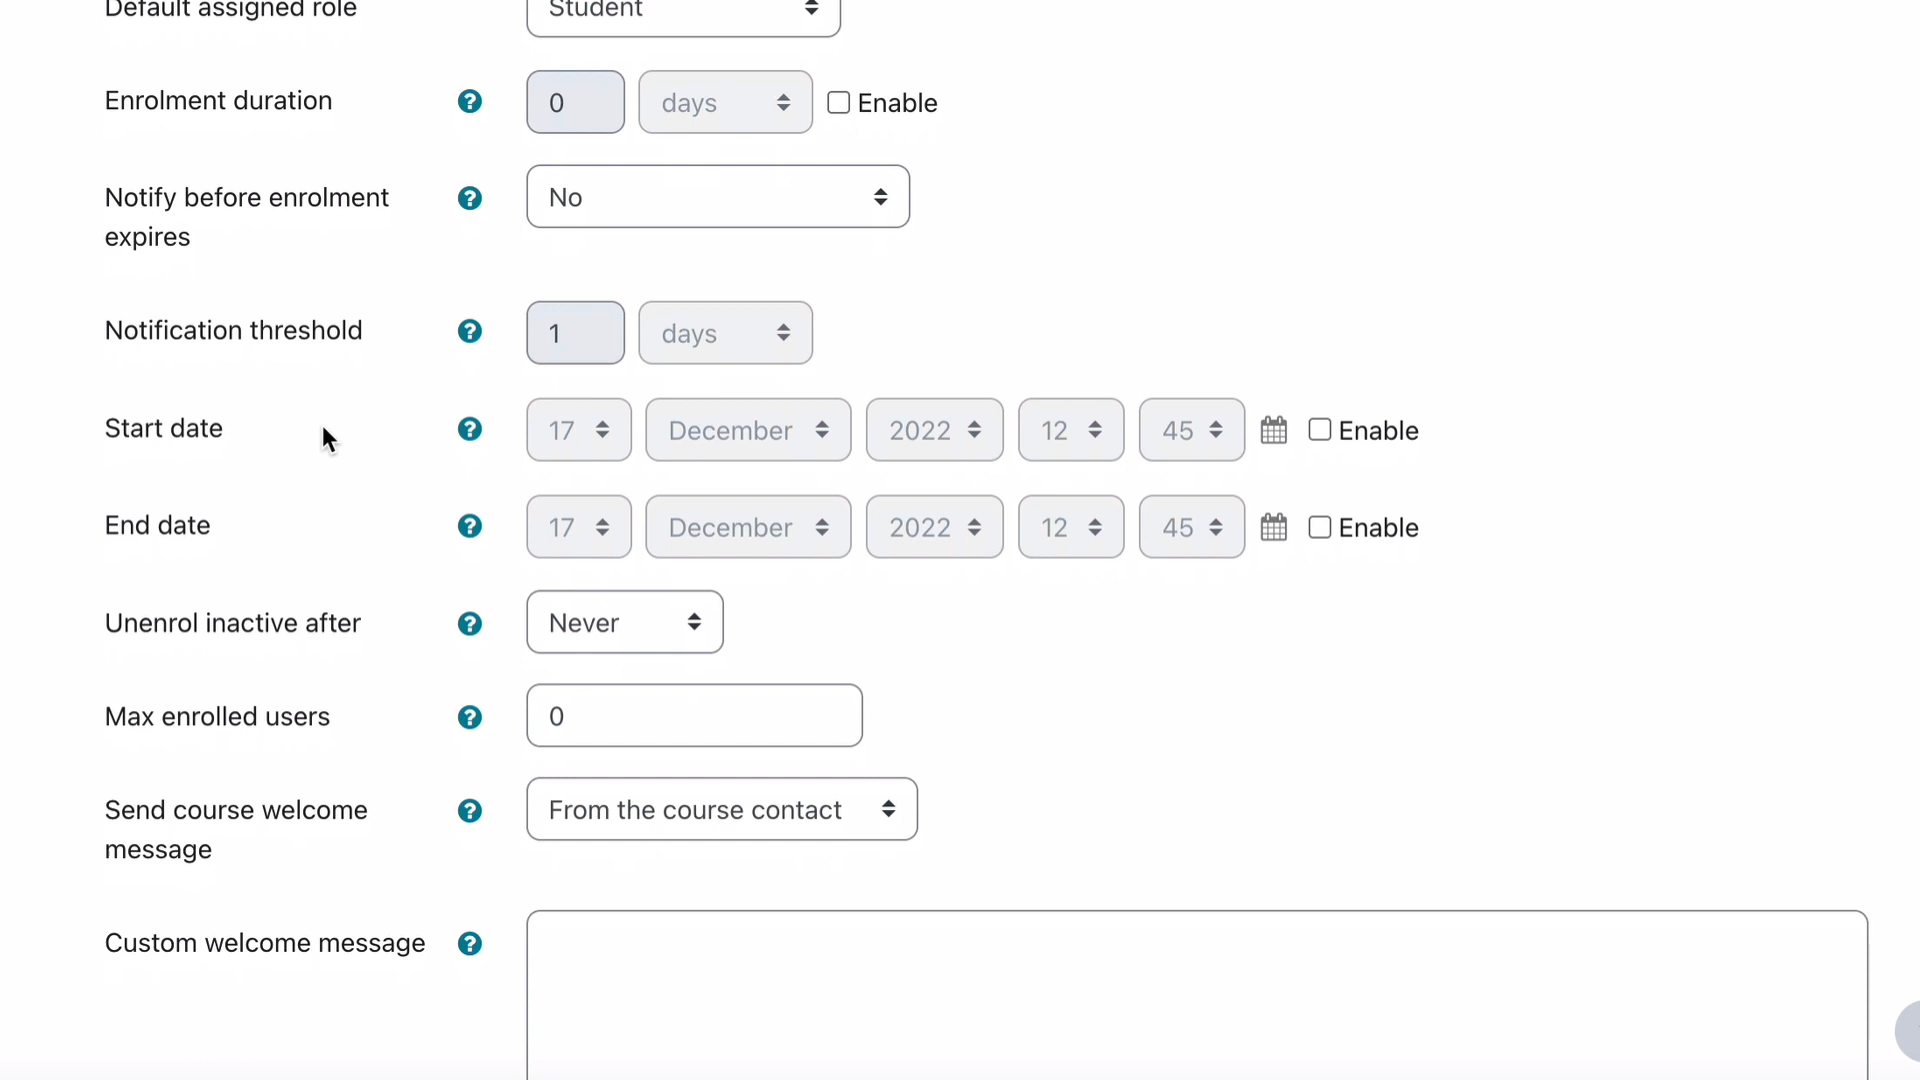 Default assigned role Student
Enrolment duration ? 0 days Enable
Notify before enrolment ? No
expires
Notification threshold ? 1 days
Start date ? 17 December 2022 12 45 Enable
End date ? 17 December 2022 12 45 Enable
Unenrol inactive after ? Never
Max enrolled users ? 0
Send course welcome ? From the course contact
message
Custom welcome message ?